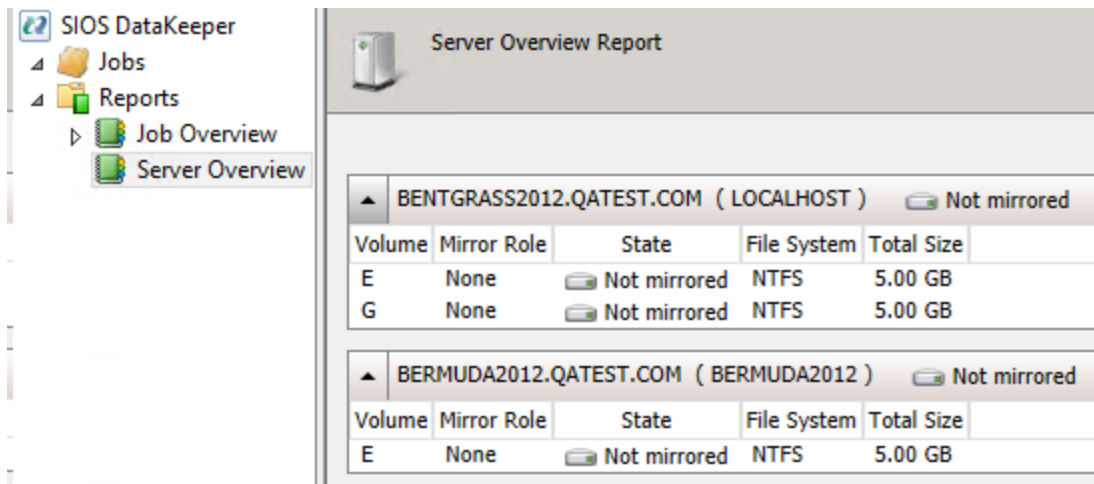 SIOS DataKeeper
Jobs
Reports
Job Overview
Server Overview
Server Overview Report
BENTGRASS2012.QATEST.COM ( LOCALHOST ) Not mirrored
Volume Mirror Role State File System Total Size
E None Not mirrored NTFS 5.00 GB
G None Not mirrored NTFS 5.00 GB
BERMUDA2012.QATEST.COM ( BERMUDA2012 ) Not mirrored
Volume Mirror Role State File System Total Size
E None Not mirrored NTFS 5.00 GB